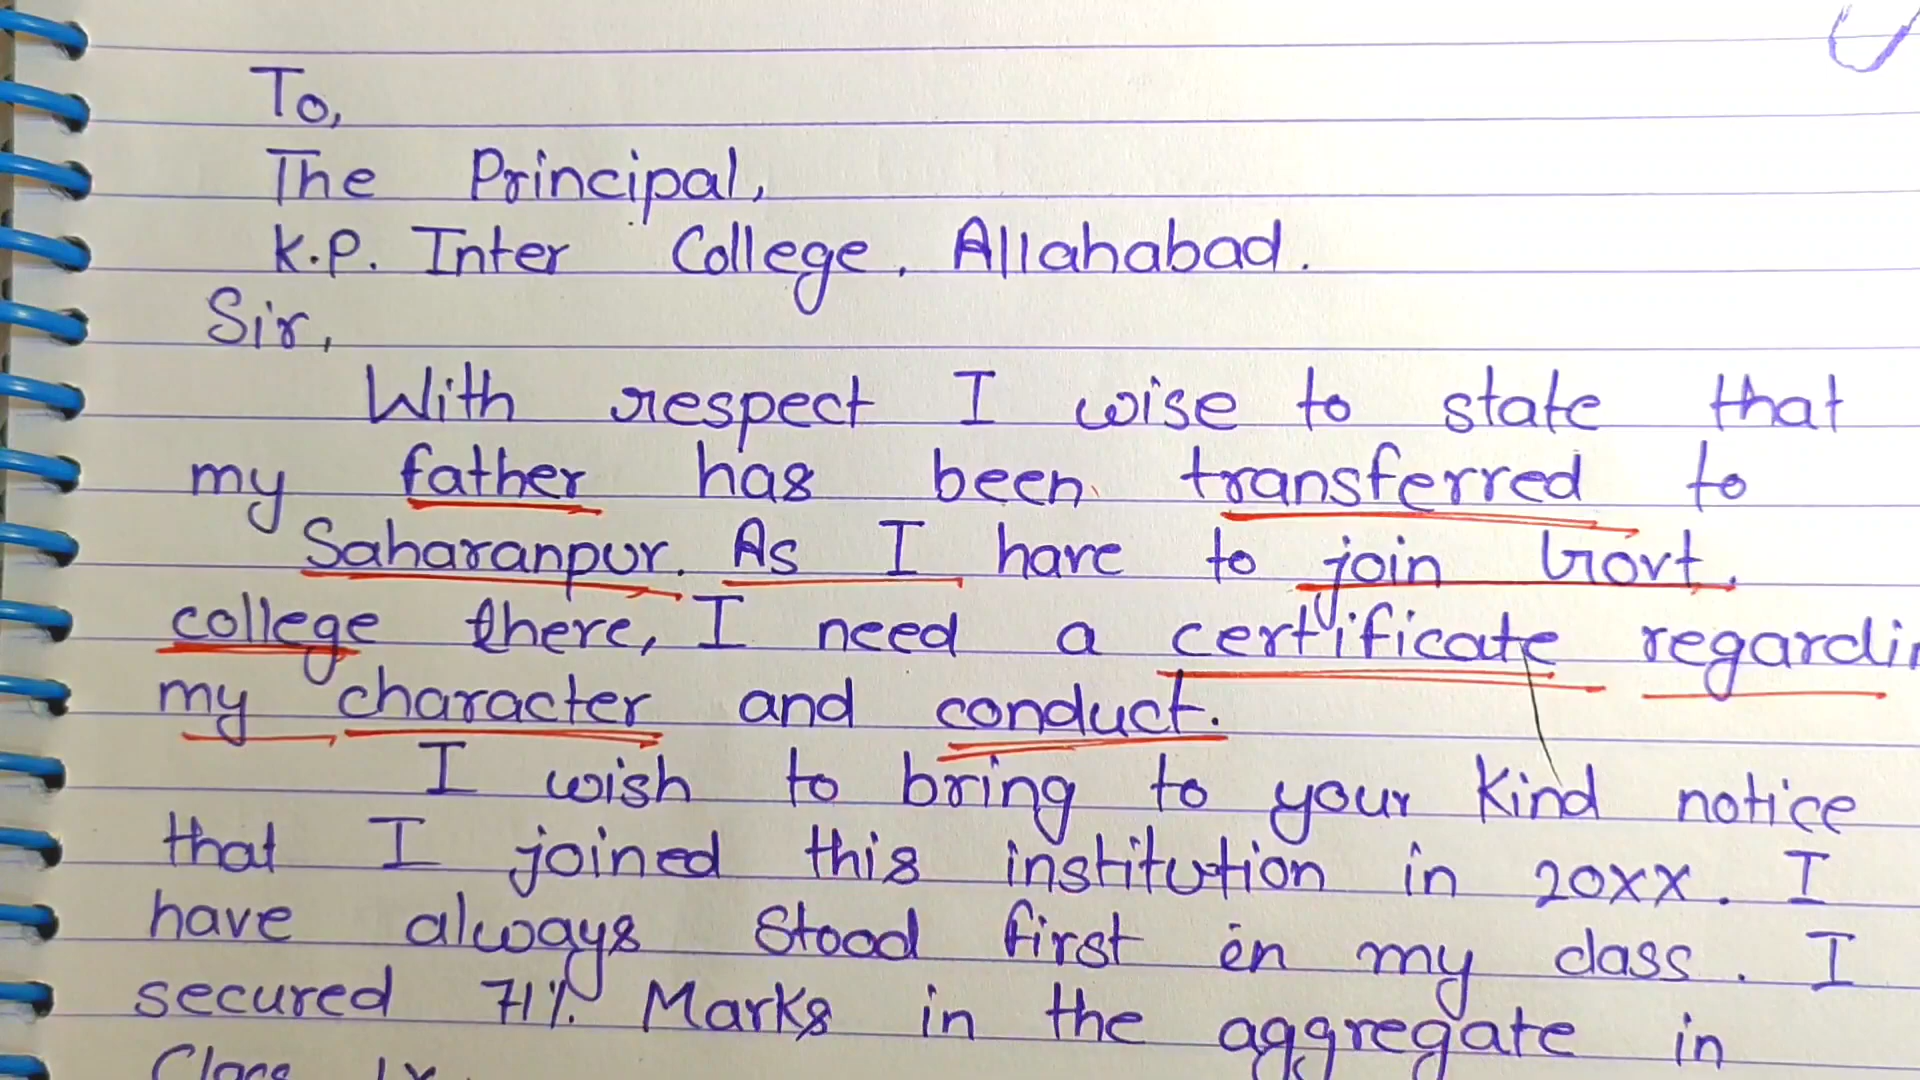 To,
The Principal,
K.P. Inter College, Allahabad.
Sir,
With respect I wise to state that
my father has been transferred to
Saharanpur. As I have to join Govt.
college there, I need a certificate regardin
my character and conduct.
I wish to bring to your kind notice
that I joined this institution in 20xx. I
have always stood first in my class. I
secured 71% Marks in the aggregate in
Class IX